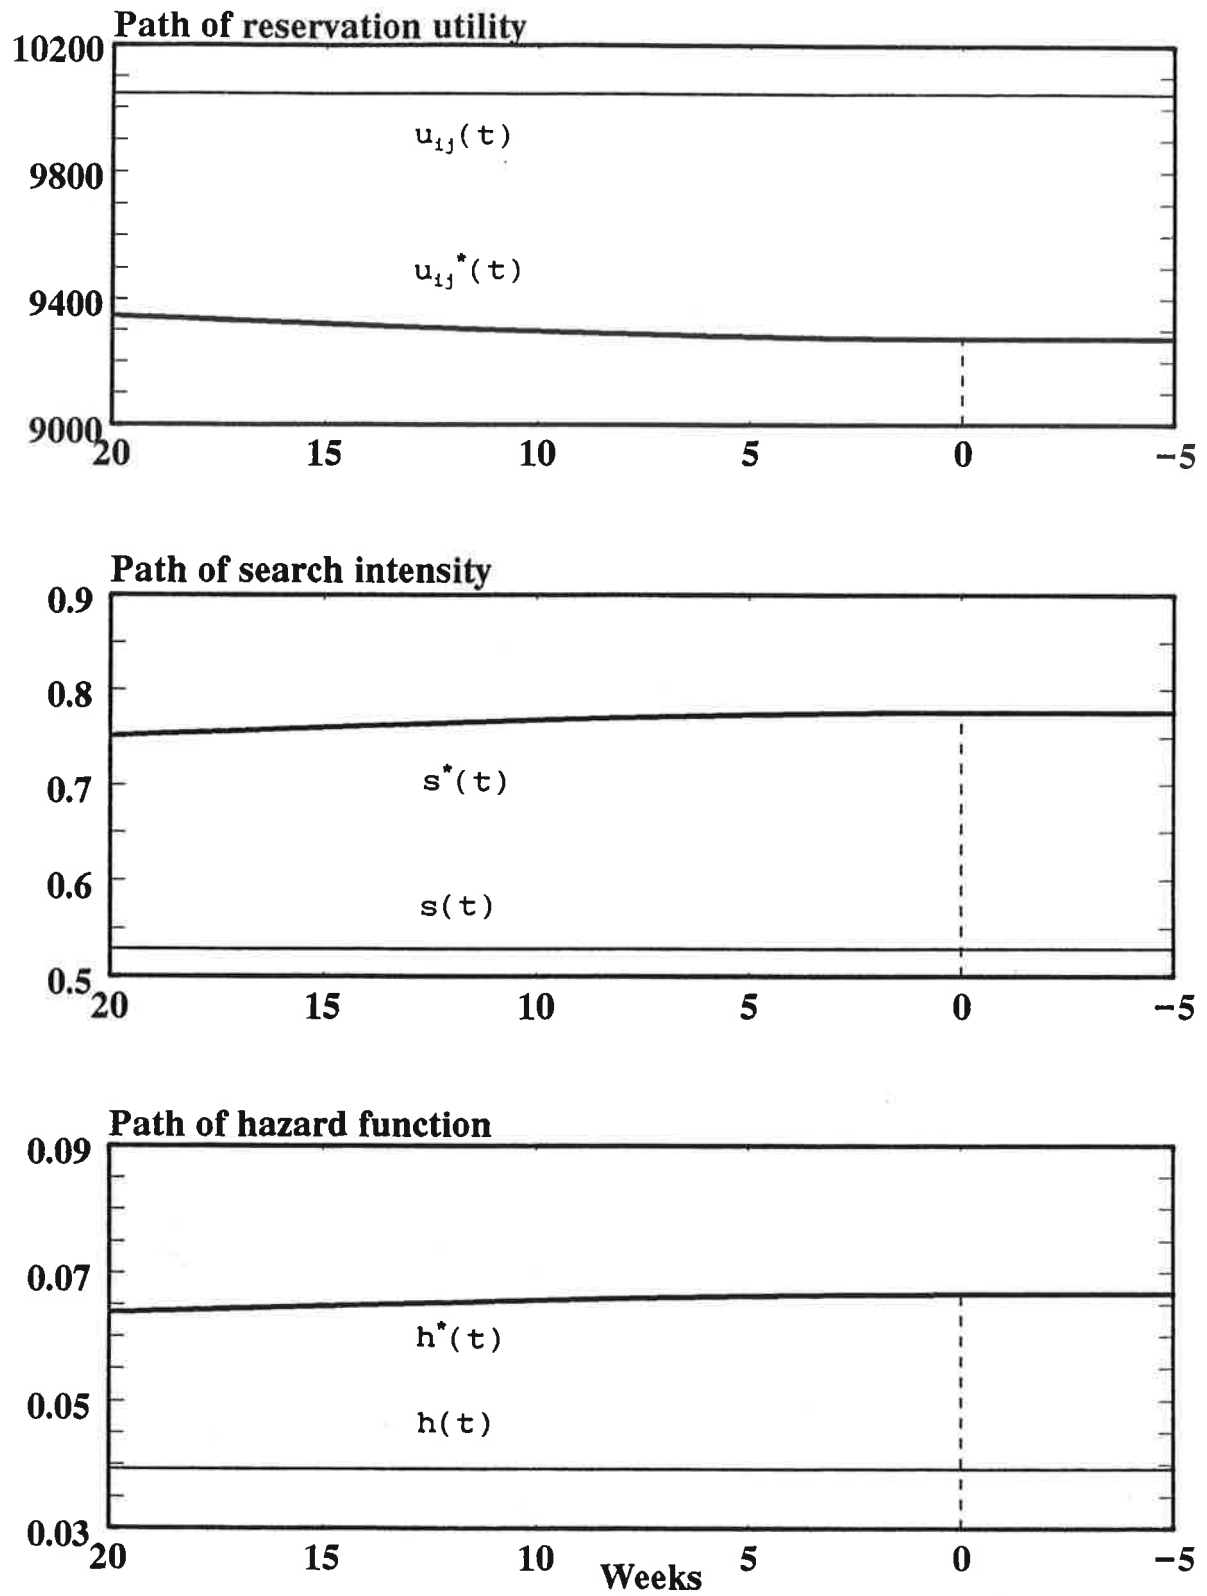 Path of reservation utility
10200
u_ij(t)
9800
u_ij*(t)
9400
9000
20 15 10 5 0 −5
Path of search intensity
0.9
0.8
s*(t)
0.7
0.6
s(t)
0.5
20 15 10 5 0 −5
Path of hazard function
0.09
0.07
h*(t)
0.05
h(t)
0.03
20 15 10 5 0 −5
Weeks